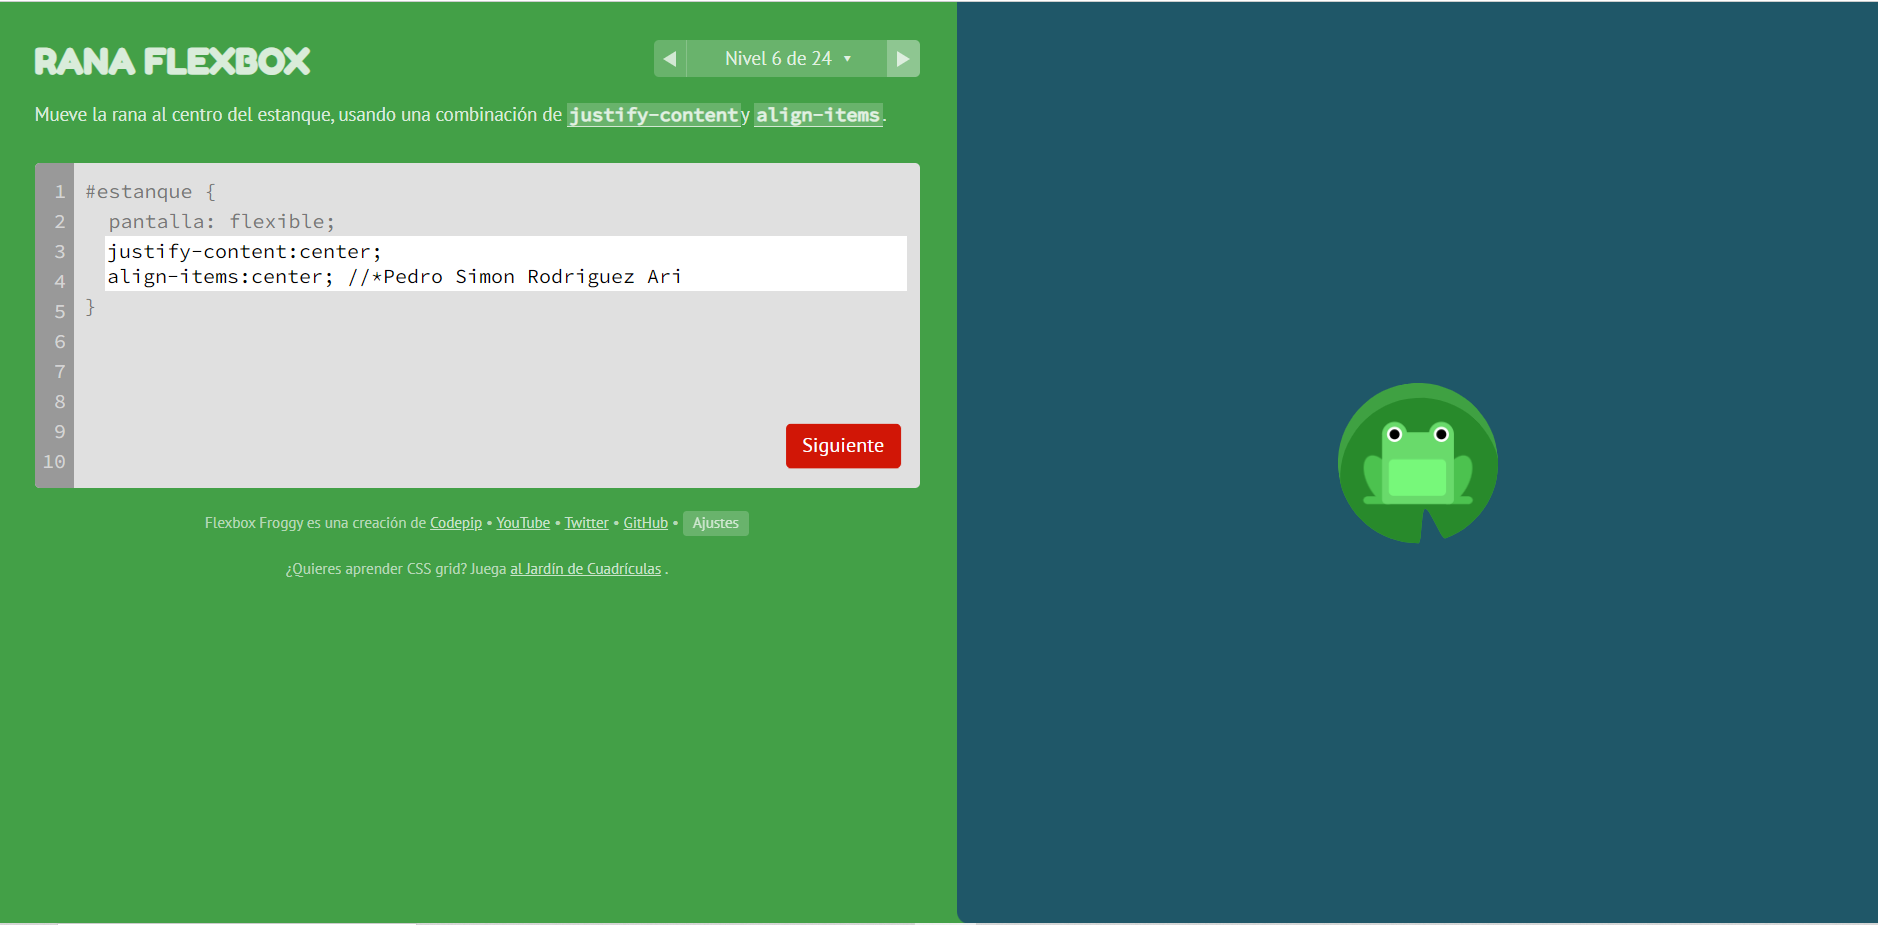 RANA FLEXBOX
Nivel 6 de 24 ▼
Mueve la rana al centro del estanque, usando una combinación de justify-content y align-items.
1 #estanque {
2 pantalla: flexible;
3 justify-content:center;
4 align-items:center; //*Pedro Simon Rodriguez Ari
5 }
6
7
8
9
10
Siguiente
Flexbox Froggy es una creación de Codepip • YouTube • Twitter • GitHub • Ajustes
¿Quieres aprender CSS grid? Juega al Jardín de Cuadrículas .